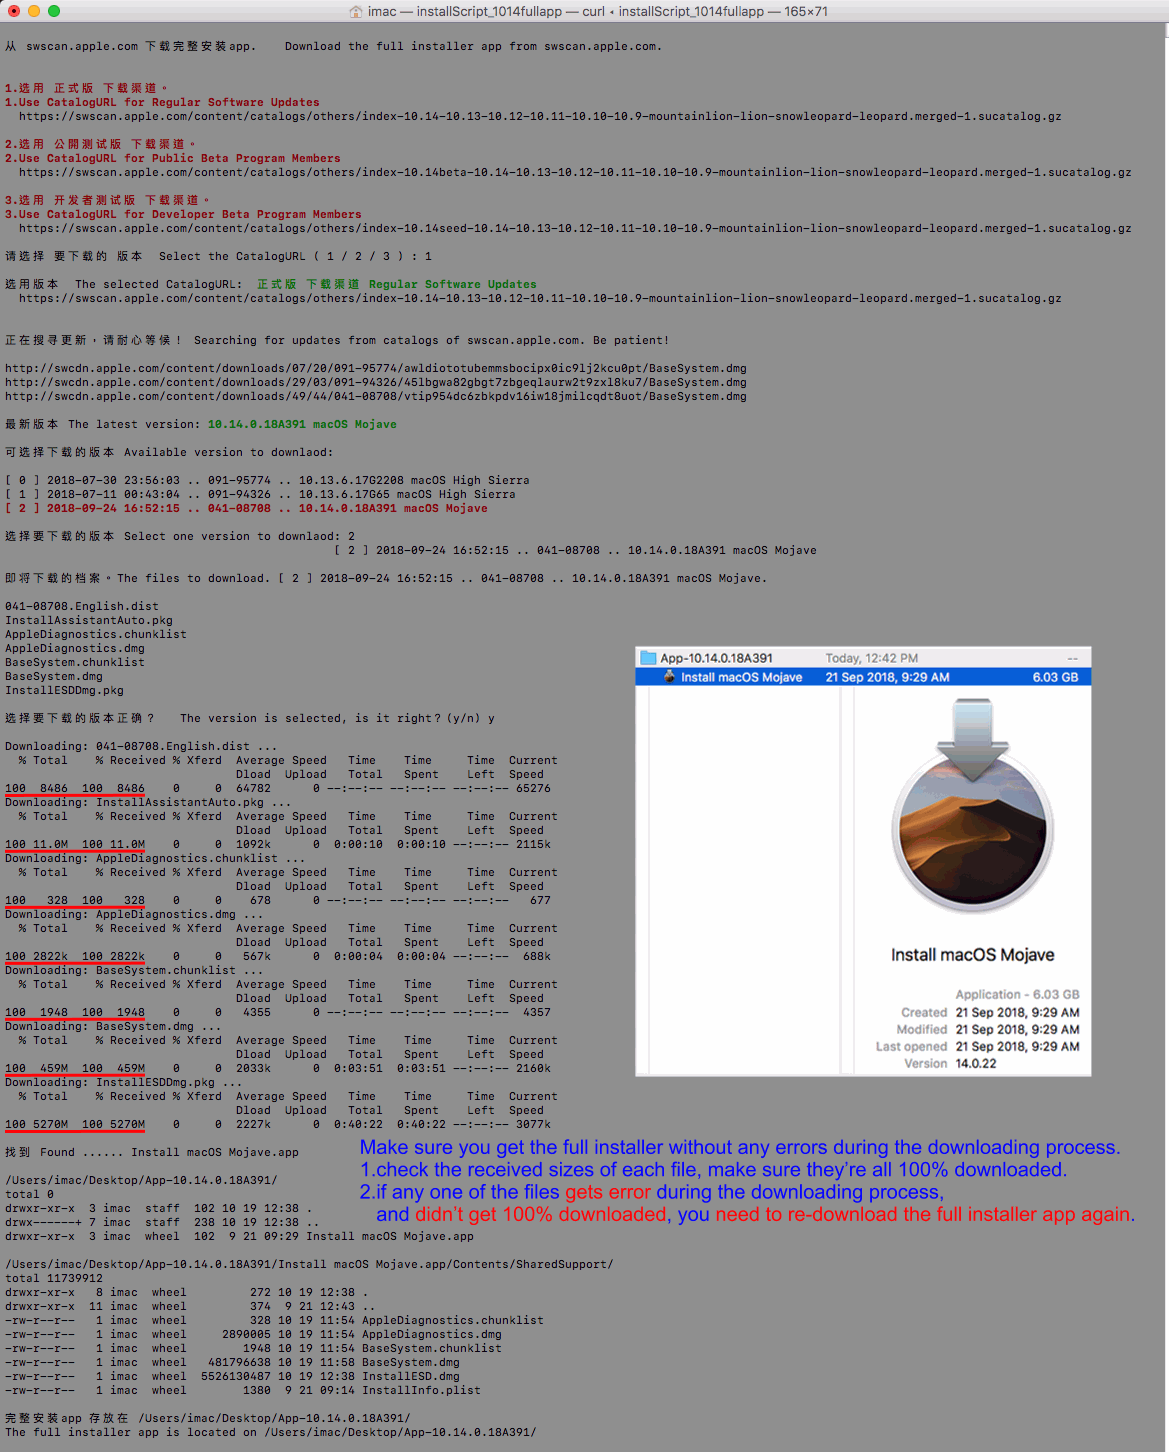 imac — installScript_1014fullapp — curl ◂ installScript_1014fullapp — 165×71
从 swscan.apple.com 下载完整安装app.    Download the full installer app from swscan.apple.com.
1.选用 正式版 下载渠道。
1.Use CatalogURL for Regular Software Updates
https://swscan.apple.com/content/catalogs/others/index-10.14-10.13-10.12-10.11-10.10-10.9-mountainlion-lion-snowleopard-leopard.merged-1.sucatalog.gz
2.选用 公開测试版 下载渠道。
2.Use CatalogURL for Public Beta Program Members
https://swscan.apple.com/content/catalogs/others/index-10.14beta-10.14-10.13-10.12-10.11-10.10-10.9-mountainlion-lion-snowleopard-leopard.merged-1.sucatalog.gz
3.选用 开发者测试版 下载渠道。
3.Use CatalogURL for Developer Beta Program Members
https://swscan.apple.com/content/catalogs/others/index-10.14seed-10.14-10.13-10.12-10.11-10.10-10.9-mountainlion-lion-snowleopard-leopard.merged-1.sucatalog.gz
请选择 要下载的 版本  Select the CatalogURL ( 1 / 2 / 3 ) : 1
选用版本  The selected CatalogURL:  正式版 下载渠道 Regular Software Updates
https://swscan.apple.com/content/catalogs/others/index-10.14-10.13-10.12-10.11-10.10-10.9-mountainlion-lion-snowleopard-leopard.merged-1.sucatalog.gz
正在搜寻更新，请耐心等候！ Searching for updates from catalogs of swscan.apple.com. Be patient!
http://swcdn.apple.com/content/downloads/07/20/091-95774/awldiototubemmsbocipx0ic9lj2kcu0pt/BaseSystem.dmg
http://swcdn.apple.com/content/downloads/29/03/091-94326/45lbgwa82gbgt7zbgeqlaurw2t9zxl8ku7/BaseSystem.dmg
http://swcdn.apple.com/content/downloads/49/44/041-08708/vtip954dc6zbkpdv16iw18jmilcqdt8uot/BaseSystem.dmg
最新版本 The latest version: 10.14.0.18A391 macOS Mojave
可选择下载的版本 Available version to downlaod:
[ 0 ] 2018-07-30 23:56:03 .. 091-95774 .. 10.13.6.17G2208 macOS High Sierra
[ 1 ] 2018-07-11 00:43:04 .. 091-94326 .. 10.13.6.17G65 macOS High Sierra
[ 2 ] 2018-09-24 16:52:15 .. 041-08708 .. 10.14.0.18A391 macOS Mojave
选择要下载的版本 Select one version to downlaod: 2
[ 2 ] 2018-09-24 16:52:15 .. 041-08708 .. 10.14.0.18A391 macOS Mojave
即将下载的档案。The files to download. [ 2 ] 2018-09-24 16:52:15 .. 041-08708 .. 10.14.0.18A391 macOS Mojave.
041-08708.English.dist
InstallAssistantAuto.pkg
AppleDiagnostics.chunklist
AppleDiagnostics.dmg
BaseSystem.chunklist
BaseSystem.dmg
InstallESDDmg.pkg
选择要下载的版本正确？   The version is selected, is it right？(y/n) y
Downloading: 041-08708.English.dist ...
% Total    % Received % Xferd  Average Speed   Time    Time     Time  Current
Dload  Upload   Total   Spent    Left  Speed
100  8486  100  8486    0     0  64782      0 --:--:-- --:--:-- --:--:-- 65276
Downloading: InstallAssistantAuto.pkg ...
% Total    % Received % Xferd  Average Speed   Time    Time     Time  Current
Dload  Upload   Total   Spent    Left  Speed
100 11.0M  100 11.0M    0     0  1092k      0  0:00:10  0:00:10 --:--:-- 2115k
Downloading: AppleDiagnostics.chunklist ...
% Total    % Received % Xferd  Average Speed   Time    Time     Time  Current
Dload  Upload   Total   Spent    Left  Speed
100   328  100   328    0     0    678      0 --:--:-- --:--:-- --:--:--   677
Downloading: AppleDiagnostics.dmg ...
% Total    % Received % Xferd  Average Speed   Time    Time     Time  Current
Dload  Upload   Total   Spent    Left  Speed
100 2822k  100 2822k    0     0   567k      0  0:00:04  0:00:04 --:--:--  688k
Downloading: BaseSystem.chunklist ...
% Total    % Received % Xferd  Average Speed   Time    Time     Time  Current
Dload  Upload   Total   Spent    Left  Speed
100  1948  100  1948    0     0   4355      0 --:--:-- --:--:-- --:--:--  4357
Downloading: BaseSystem.dmg ...
% Total    % Received % Xferd  Average Speed   Time    Time     Time  Current
Dload  Upload   Total   Spent    Left  Speed
100  459M  100  459M    0     0  2033k      0  0:03:51  0:03:51 --:--:-- 2160k
Downloading: InstallESDDmg.pkg ...
% Total    % Received % Xferd  Average Speed   Time    Time     Time  Current
Dload  Upload   Total   Spent    Left  Speed
100 5270M  100 5270M    0     0  2227k      0  0:40:22  0:40:22 --:--:-- 3077k
找到 Found ...... Install macOS Mojave.app
/Users/imac/Desktop/App-10.14.0.18A391/
total 0
drwxr-xr-x  3 imac  staff  102 10 19 12:38 .
drwx------+ 7 imac  staff  238 10 19 12:38 ..
drwxr-xr-x  3 imac  wheel  102  9 21 09:29 Install macOS Mojave.app
/Users/imac/Desktop/App-10.14.0.18A391/Install macOS Mojave.app/Contents/SharedSupport/
total 11739912
drwxr-xr-x   8 imac  wheel         272 10 19 12:38 .
drwxr-xr-x  11 imac  wheel         374  9 21 12:43 ..
-rw-r--r--   1 imac  wheel         328 10 19 11:54 AppleDiagnostics.chunklist
-rw-r--r--   1 imac  wheel     2890005 10 19 11:54 AppleDiagnostics.dmg
-rw-r--r--   1 imac  wheel        1948 10 19 11:54 BaseSystem.chunklist
-rw-r--r--   1 imac  wheel   481796638 10 19 11:58 BaseSystem.dmg
-rw-r--r--   1 imac  wheel  5526130487 10 19 12:38 InstallESD.dmg
-rw-r--r--   1 imac  wheel        1380  9 21 09:14 InstallInfo.plist
完整安装app 存放在 /Users/imac/Desktop/App-10.14.0.18A391/
The full installer app is located on /Users/imac/Desktop/App-10.14.0.18A391/
App-10.14.0.18A391 Today, 12:42 PM --
Install macOS Mojave 21 Sep 2018, 9:29 AM 6.03 GB
Install macOS Mojave
Application - 6.03 GB
Created 21 Sep 2018, 9:29 AM
Modified 21 Sep 2018, 9:29 AM
Last opened 21 Sep 2018, 9:29 AM
Version 14.0.22
Make sure you get the full installer without any errors during the downloading process.
1.check the received sizes of each file, make sure they're all 100% downloaded.
2.if any one of the files gets error during the downloading process,
and didn't get 100% downloaded, you need to re-download the full installer app again.